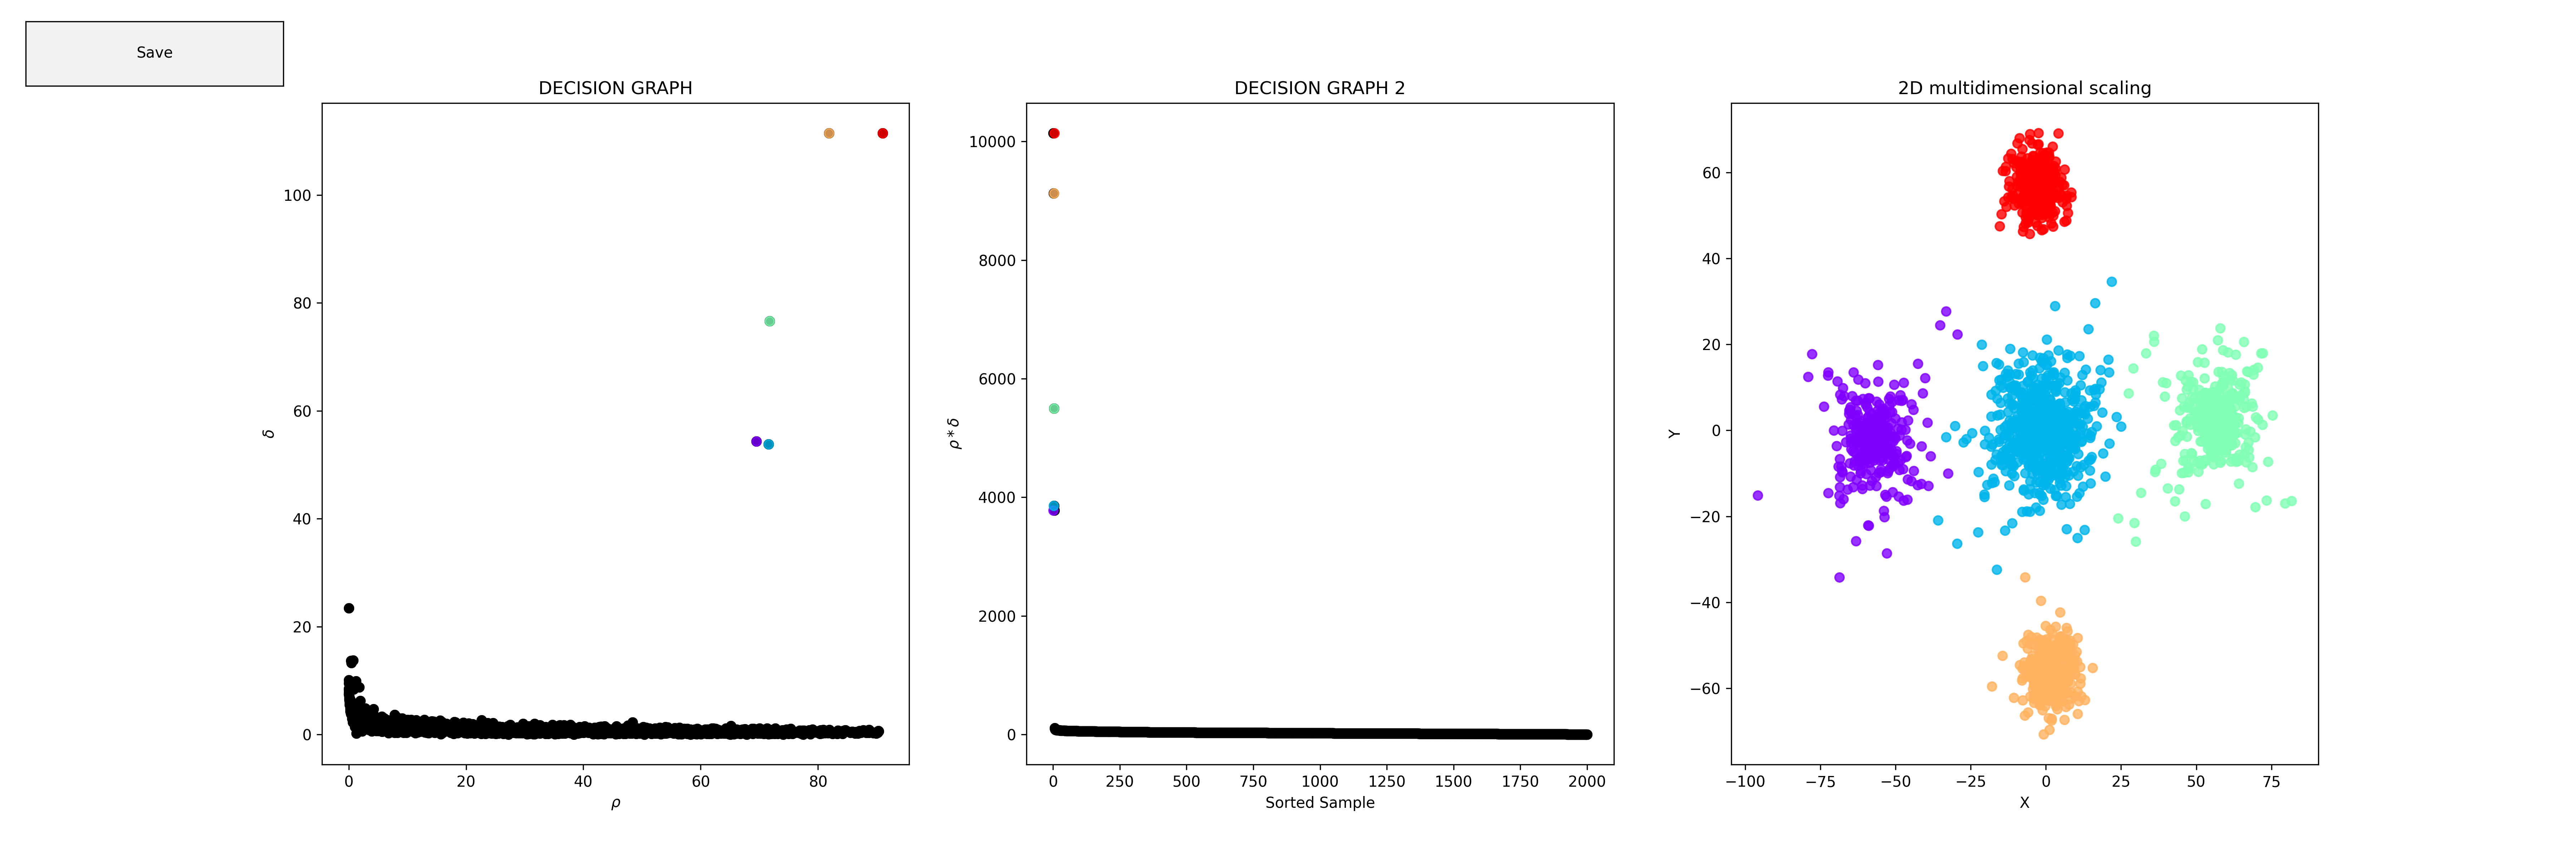 Save
DECISION GRAPH
100
80
60
40
20
0
δ
0 20 40 60 80
ρ
DECISION GRAPH 2
10000
8000
6000
4000
2000
0
ρ * δ
0 250 500 750 1000 1250 1500 1750 2000
Sorted Sample
2D multidimensional scaling
60
40
20
0
−20
−40
−60
Y
−100 −75 −50 −25 0 25 50 75
X